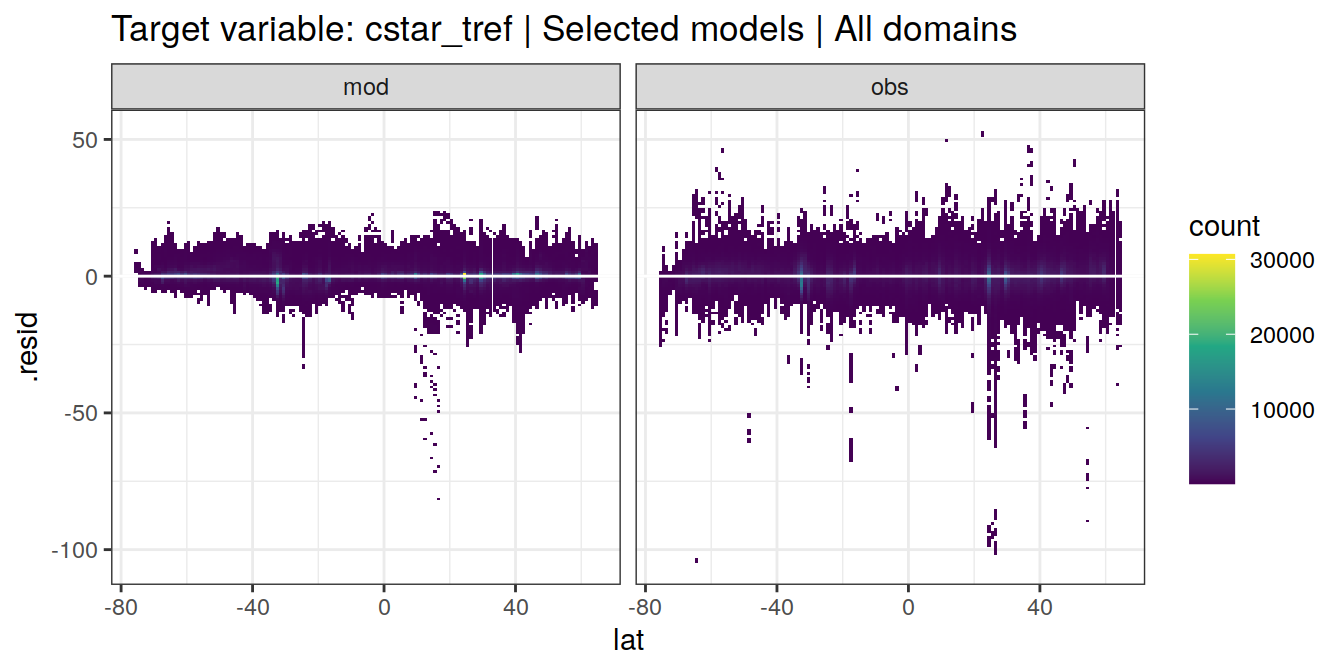 Target variable: cstar_tref | Selected models | All domains
mod
obs
50
0
-50
-100
.resid
-80
-40
0
40
-80
-40
0
40
lat
count
30000
20000
10000